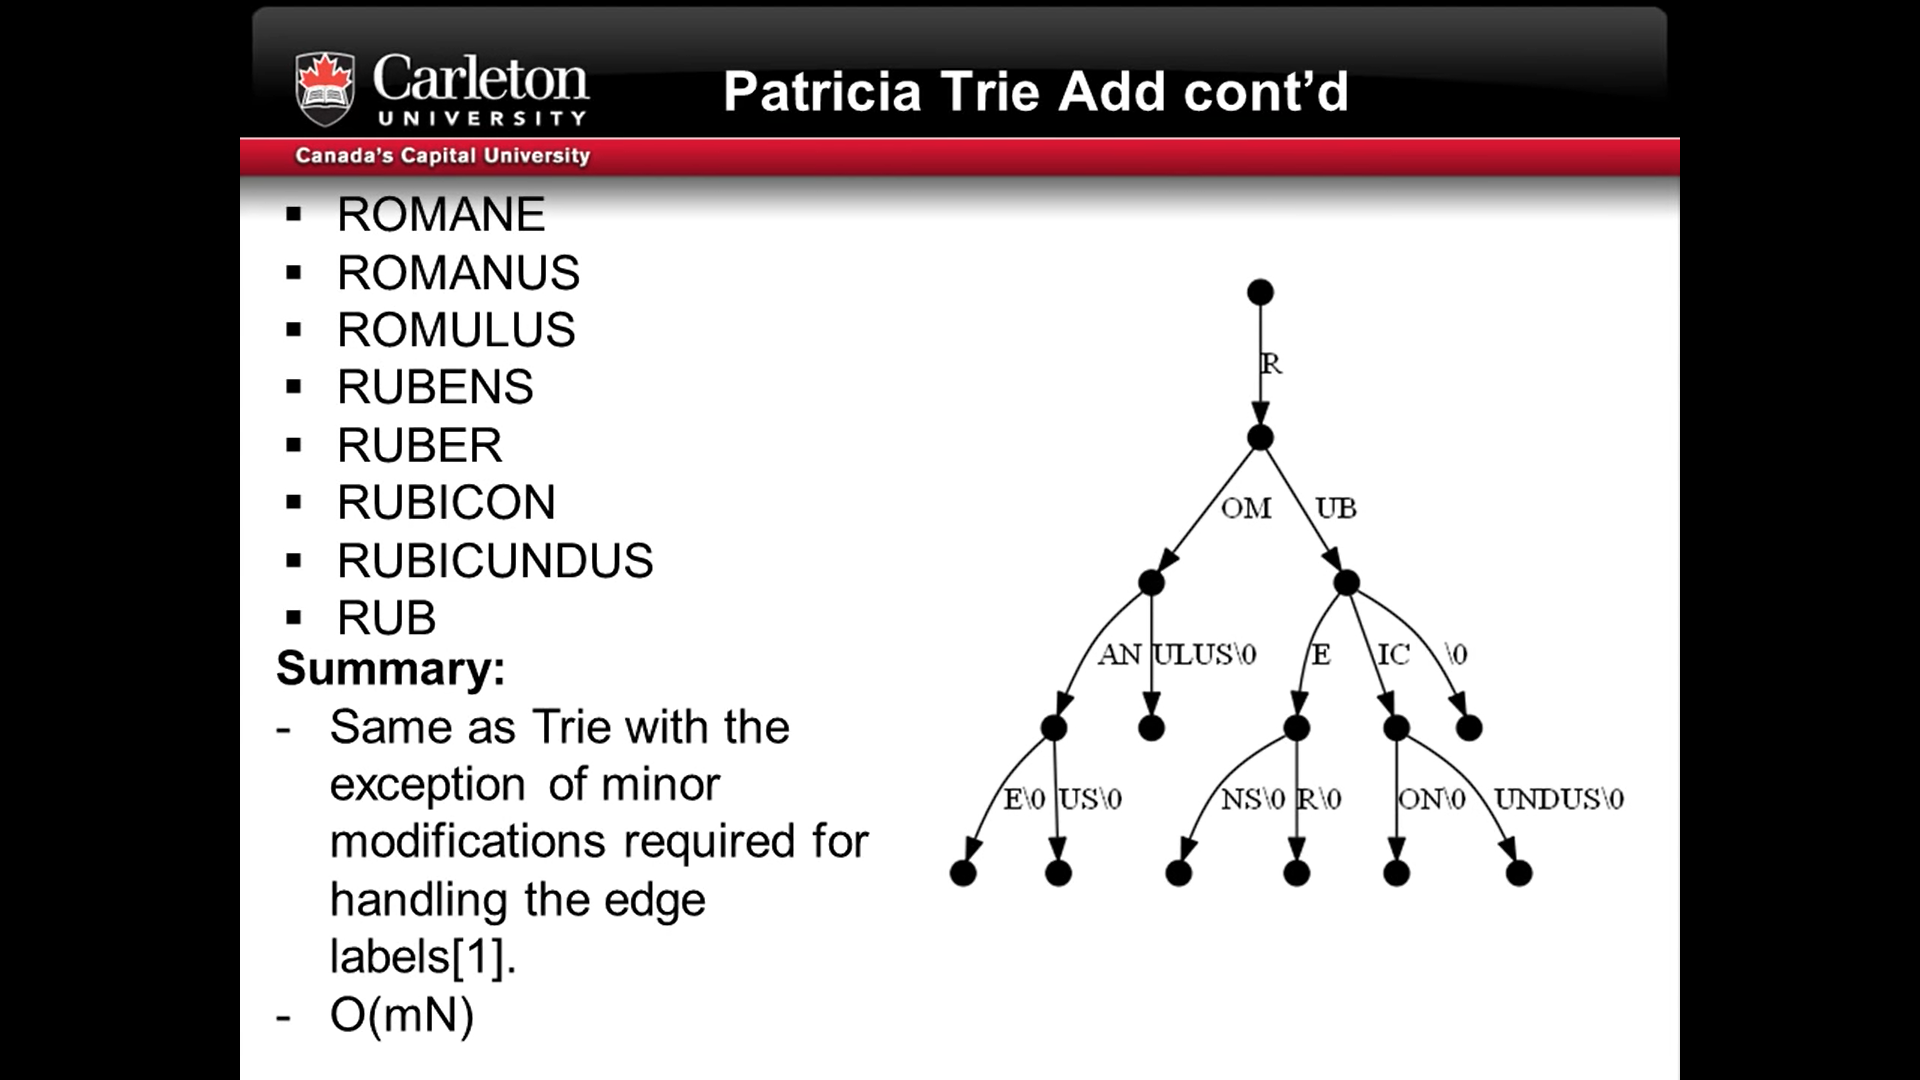 Carleton
UNIVERSITY
Canada's Capital University
Patricia Trie Add cont’d
▪ ROMANE
▪ ROMANUS
▪ ROMULUS
▪ RUBENS
▪ RUBER
▪ RUBICON
▪ RUBICUNDUS
▪ RUB
Summary:
- Same as Trie with the
exception of minor
modifications required for
handling the edge
labels[1].
- O(mN)
R
OM UB
AN ULUS\0 E IC \0
E\0 US\0 NS\0 R\0 ON\0 UNDUS\0